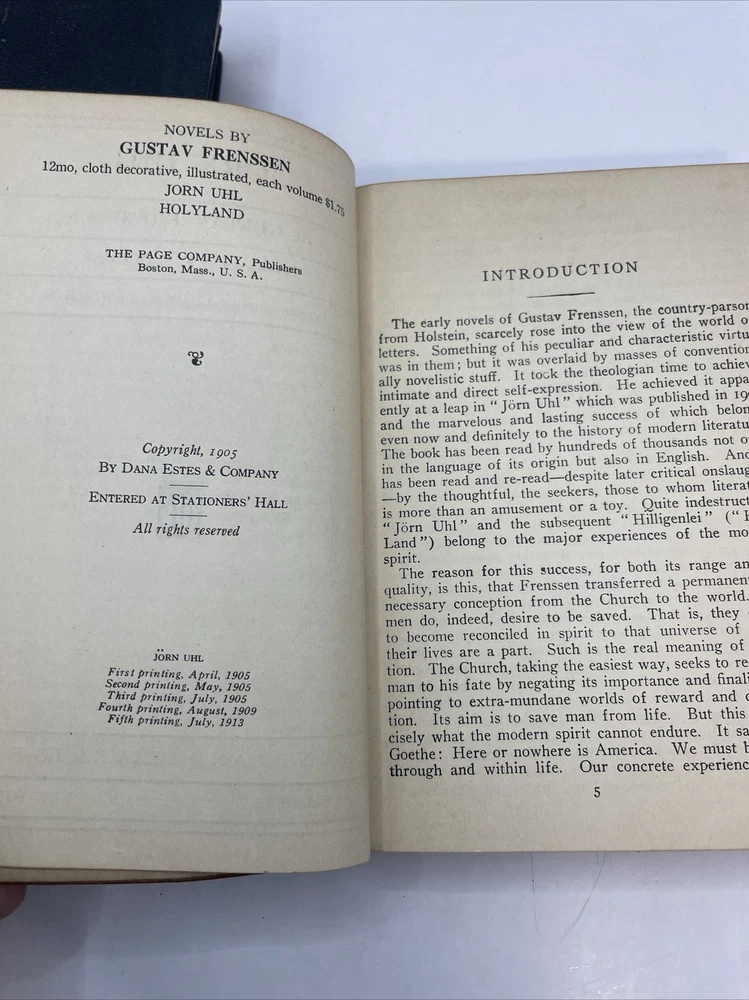 NOVELS BY
GUSTAV FRENSSEN
12mo, cloth decorative, illustrated, each volume $1.75
JORN UHL
HOLYLAND
THE PAGE COMPANY, Publishers
Boston, Mass., U. S. A.
Copyright, 1905
BY DANA ESTES & COMPANY
ENTERED AT STATIONERS' HALL
All rights reserved
JÖRN UHL
First printing, April, 1905
Second printing, May, 1905
Third printing, July, 1905
Fourth printing, August, 1909
Fifth printing, July, 1913
INTRODUCTION
The early novels of Gustav Frenssen, the country-parson
from Holstein, scarcely rose into the view of the world o
letters. Something of his peculiar and characteristic virtu
was in them; but it was overlaid by masses of convention
ally novelistic stuff. It took the theologian time to achiev
intimate and direct self-expression. He achieved it appa
ently at a leap in "Jörn Uhl" which was published in 19
and the marvelous and lasting success of which belon
even now and definitely to the history of modern literatu
The book has been read by hundreds of thousands not o
in the language of its origin but also in English. And
has been read and re-read—despite later critical onslaug
—by the thoughtful, the seekers, those to whom literat
is more than an amusement or a toy. Quite indestruct
"Jörn Uhl" and the subsequent "Hilligenlei" ("H
Land") belong to the major experiences of the mo
spirit.
The reason for this success, for both its range an
quality, is this, that Frenssen transferred a permanen
necessary conception from the Church to the world.
men do, indeed, desire to be saved. That is, they
to become reconciled in spirit to that universe of
their lives are a part. Such is the real meaning of
tion. The Church, taking the easiest way, seeks to re
man to his fate by negating its importance and finali
pointing to extra-mundane worlds of reward and
tion. Its aim is to save man from life. But this
cisely what the modern spirit cannot endure. It sa
Goethe: Here or nowhere is America. We must b
through and within life. Our concrete experienc
5